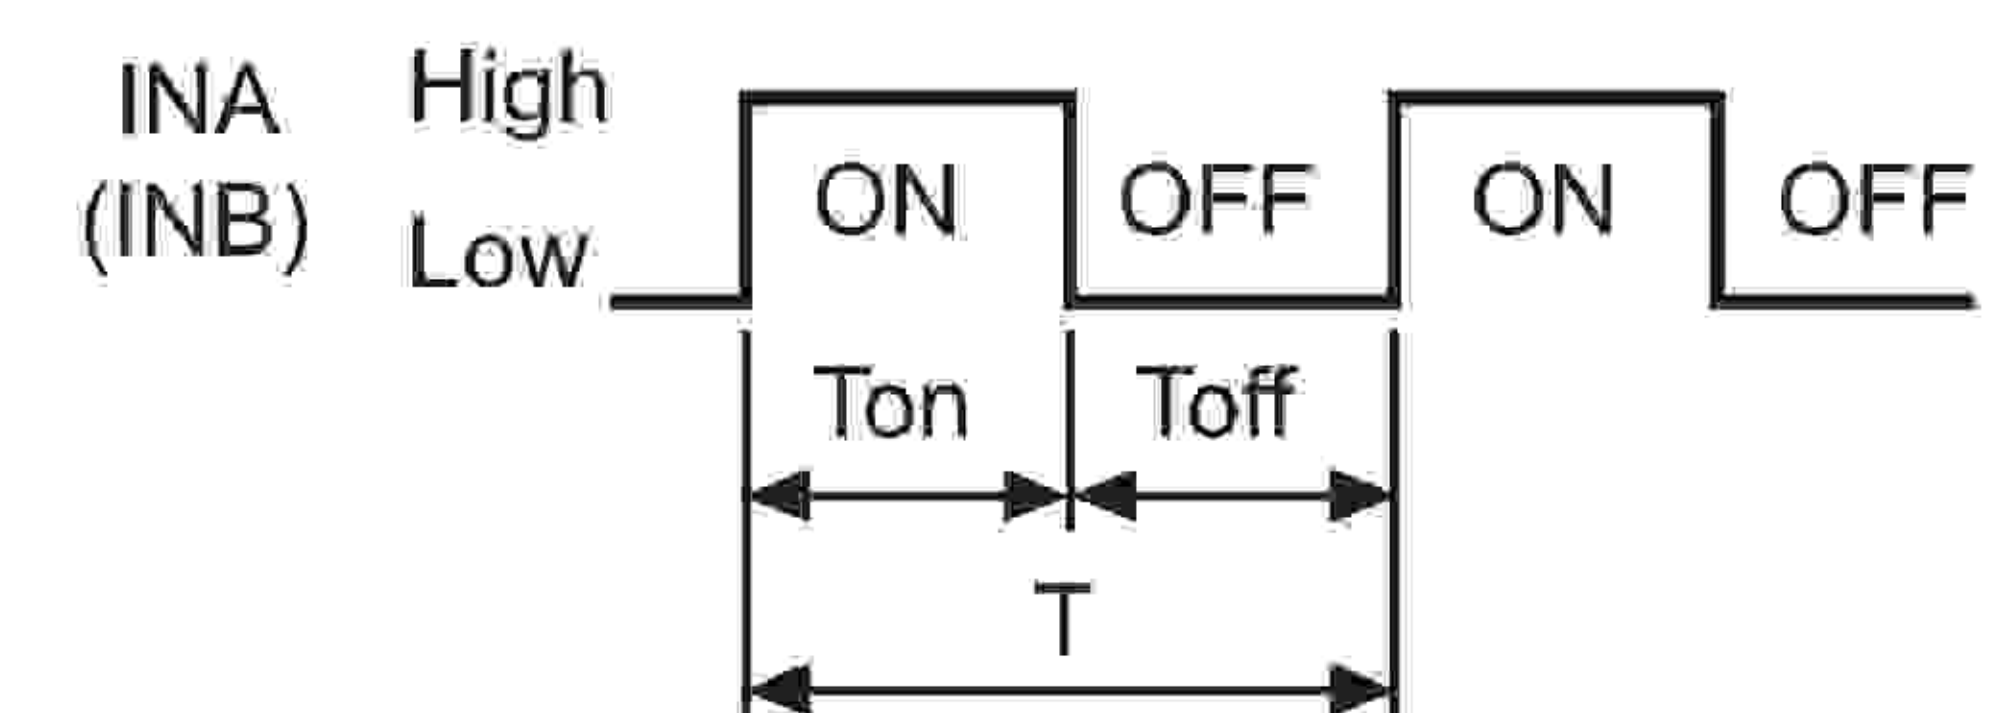 INA High
(INB) Low
ON OFF ON OFF
Ton Toff
T